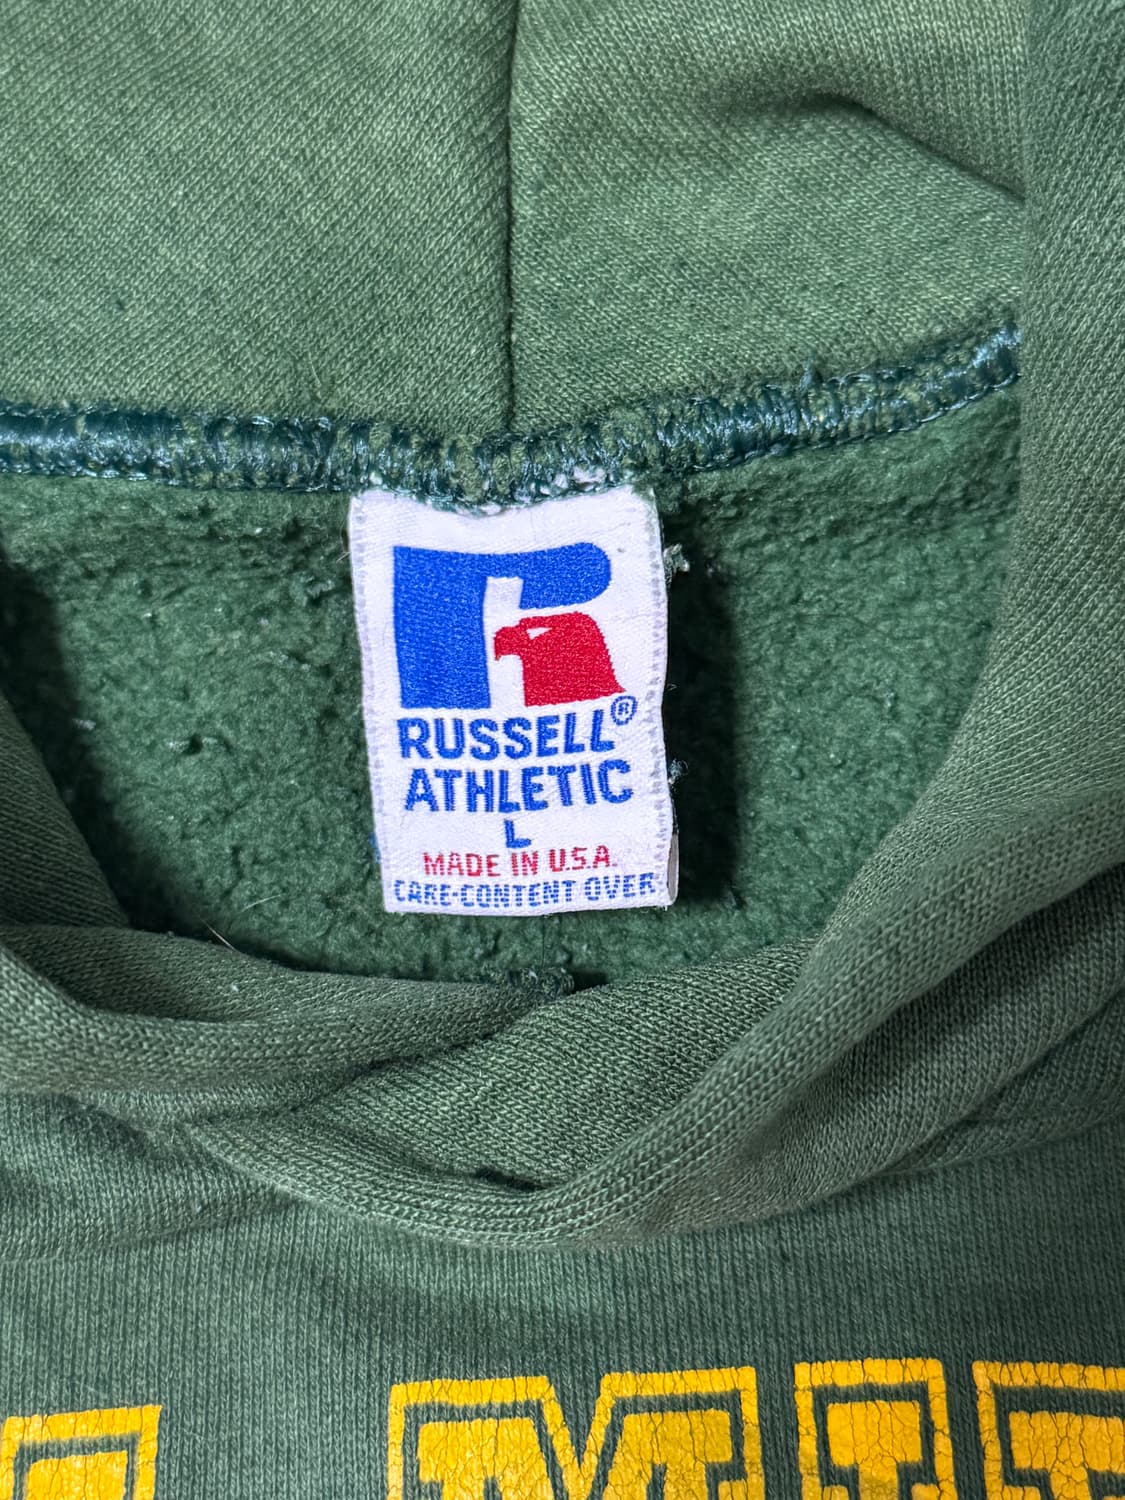 RUSSELL®
ATHLETIC
L
MADE IN U.S.A.
CARE-CONTENT OVER